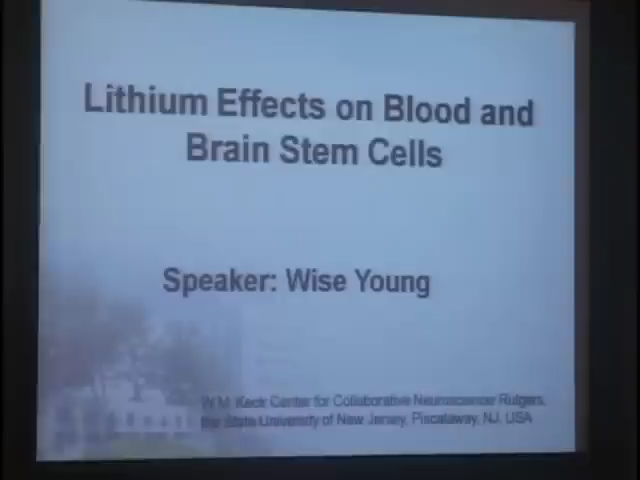 Lithium Effects on Blood and
Brain Stem Cells
Speaker: Wise Young
W.M. Keck Center for Collaborative Neuroscience Rutgers,
the State University of New Jersey, Piscataway, NJ. USA